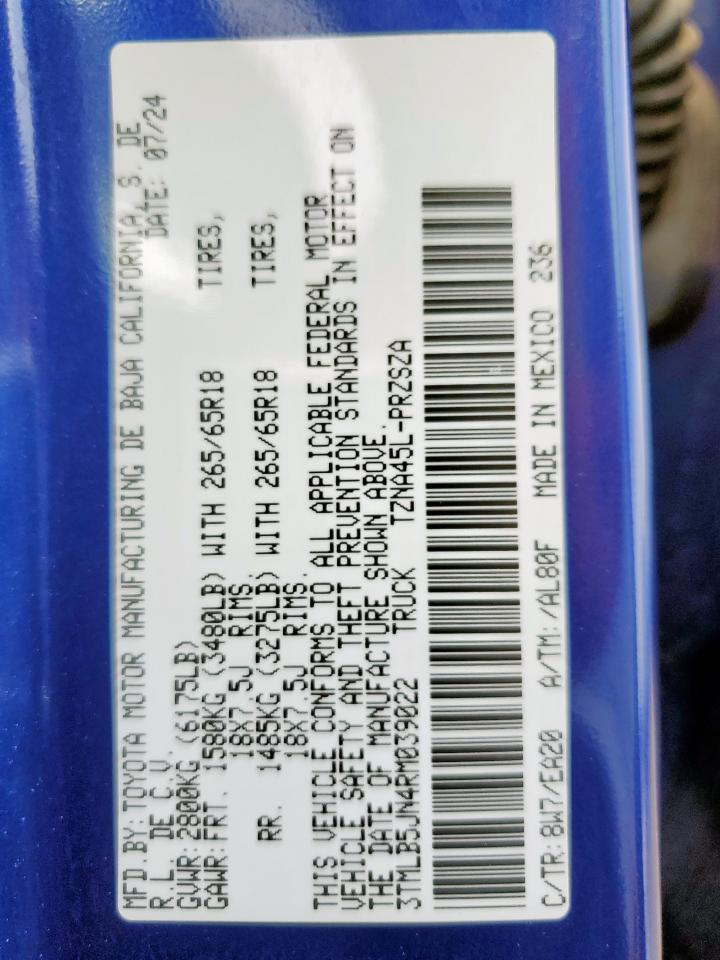 MFD.BY:TOYOTA MOTOR MANUFACTURING DE BAJA CALIFORNIA,S. DE
R.L. DE C.V. DATE: 07/24
GVWR:2800KG (6175LB)
GAWR:FRT. 1580KG (3480LB) WITH 265/65R18 TIRES,
18X7.5J RIMS.
RR. 1485KG (3275LB) WITH 265/65R18 TIRES,
18X7.5J RIMS.
THIS VEHICLE CONFORMS TO ALL APPLICABLE FEDERAL MOTOR
VEHICLE SAFETY AND THEFT PREVENTION STANDARDS IN EFFECT ON
THE DATE OF MANUFACTURE SHOWN ABOVE.
3TMLB5JN4RM039022 TRUCK TZNA45L-PRZSZA
C/TR:8W7/EA20 A/TM:/AL80F MADE IN MEXICO 236